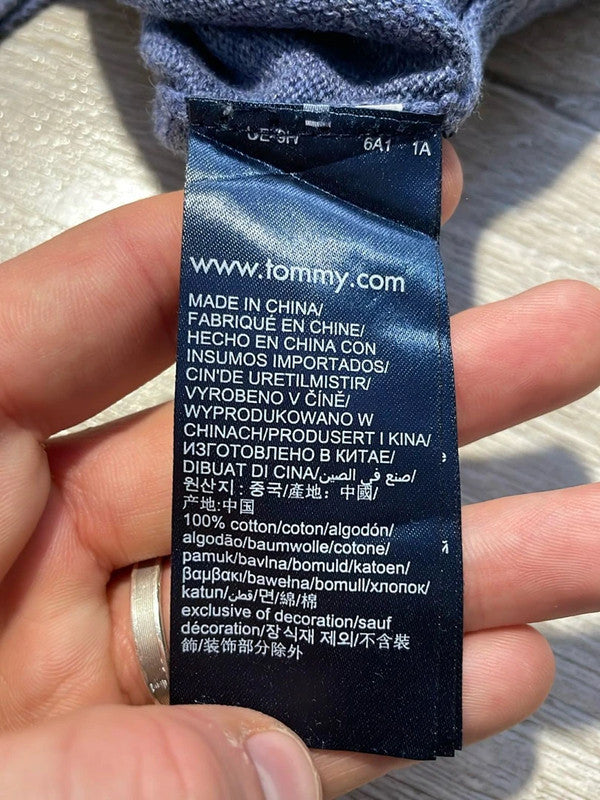 6A1 1A
www.tommy.com
MADE IN CHINA/
FABRIQUÉ EN CHINE/
HECHO EN CHINA CON
INSUMOS IMPORTADOS/
CIN'DE URETILMISTIR/
VYROBENO V ČÍNĚ/
WYPRODUKOWANO W
CHINACH/PRODUSERT I KINA/
ИЗГОТОВЛЕНО В КИТАЕ/
DIBUAT DI CINA/صنع في الصين/
원산지: 중국/產地: 中國/
产地:中国
100% cotton/coton/algodón/
algodão/baumwolle/cotone/
pamuk/bavlna/bomuld/katoen/
βαμβακι/bawełna/bomull/хлопок/
katun/قطن/면/綿/棉
exclusive of decoration/sauf
décoration/장식재 제외/不含裝
飾/装饰部分除外